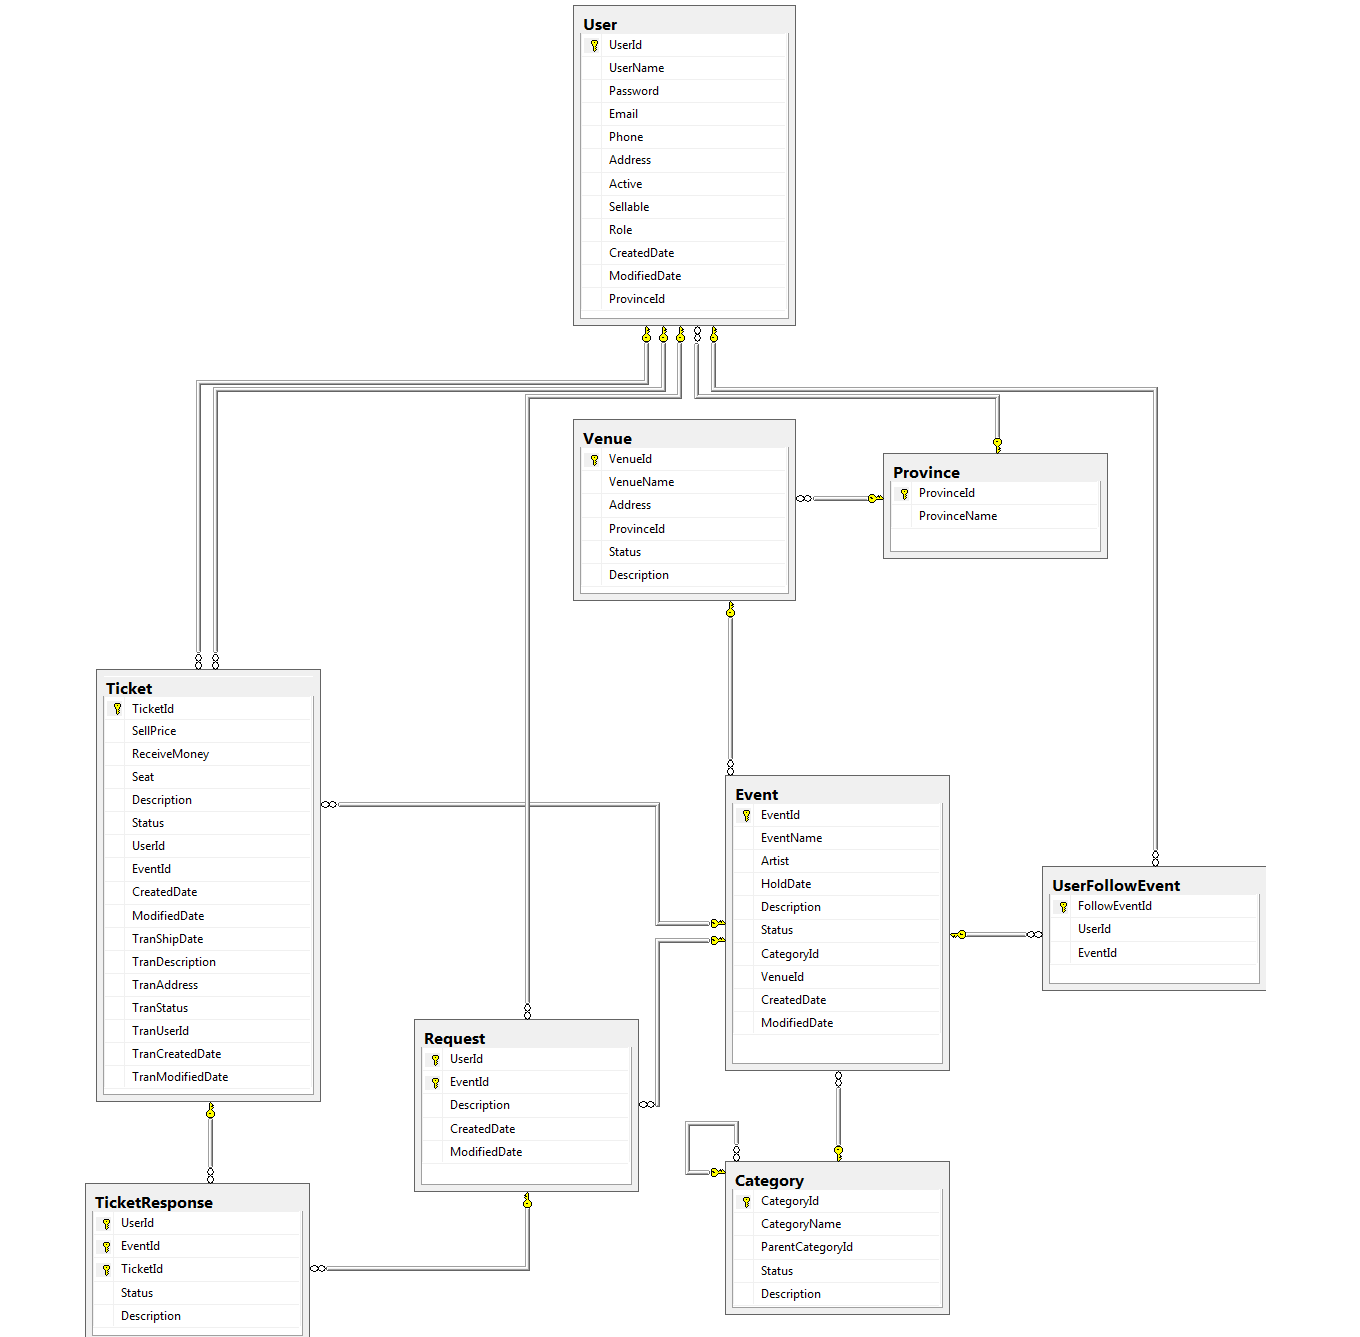 User
UserId
UserName
Password
Email
Phone
Address
Active
Sellable
Role
CreatedDate
ModifiedDate
ProvinceId
Venue
VenueId
VenueName
Address
ProvinceId
Status
Description
Province
ProvinceId
ProvinceName
Ticket
TicketId
SellPrice
ReceiveMoney
Seat
Description
Status
UserId
EventId
CreatedDate
ModifiedDate
TranShipDate
TranDescription
TranAddress
TranStatus
TranUserId
TranCreatedDate
TranModifiedDate
Event
EventId
EventName
Artist
HoldDate
Description
Status
CategoryId
VenueId
CreatedDate
ModifiedDate
UserFollowEvent
FollowEventId
UserId
EventId
Request
UserId
EventId
Description
CreatedDate
ModifiedDate
Category
CategoryId
CategoryName
ParentCategoryId
Status
Description
TicketResponse
UserId
EventId
TicketId
Status
Description